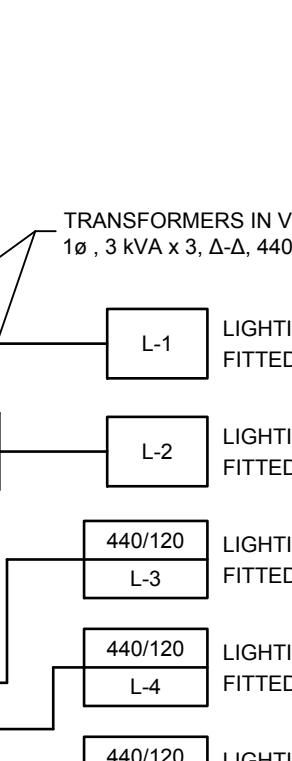 TRANSFORMERS IN V
1ø , 3 kVA x 3, Δ-Δ, 440
L-1
LIGHTI
FITTED
L-2
LIGHTI
FITTED
440/120
L-3
LIGHTI
FITTED
440/120
L-4
LIGHTI
FITTED
440/120
LIGHTI